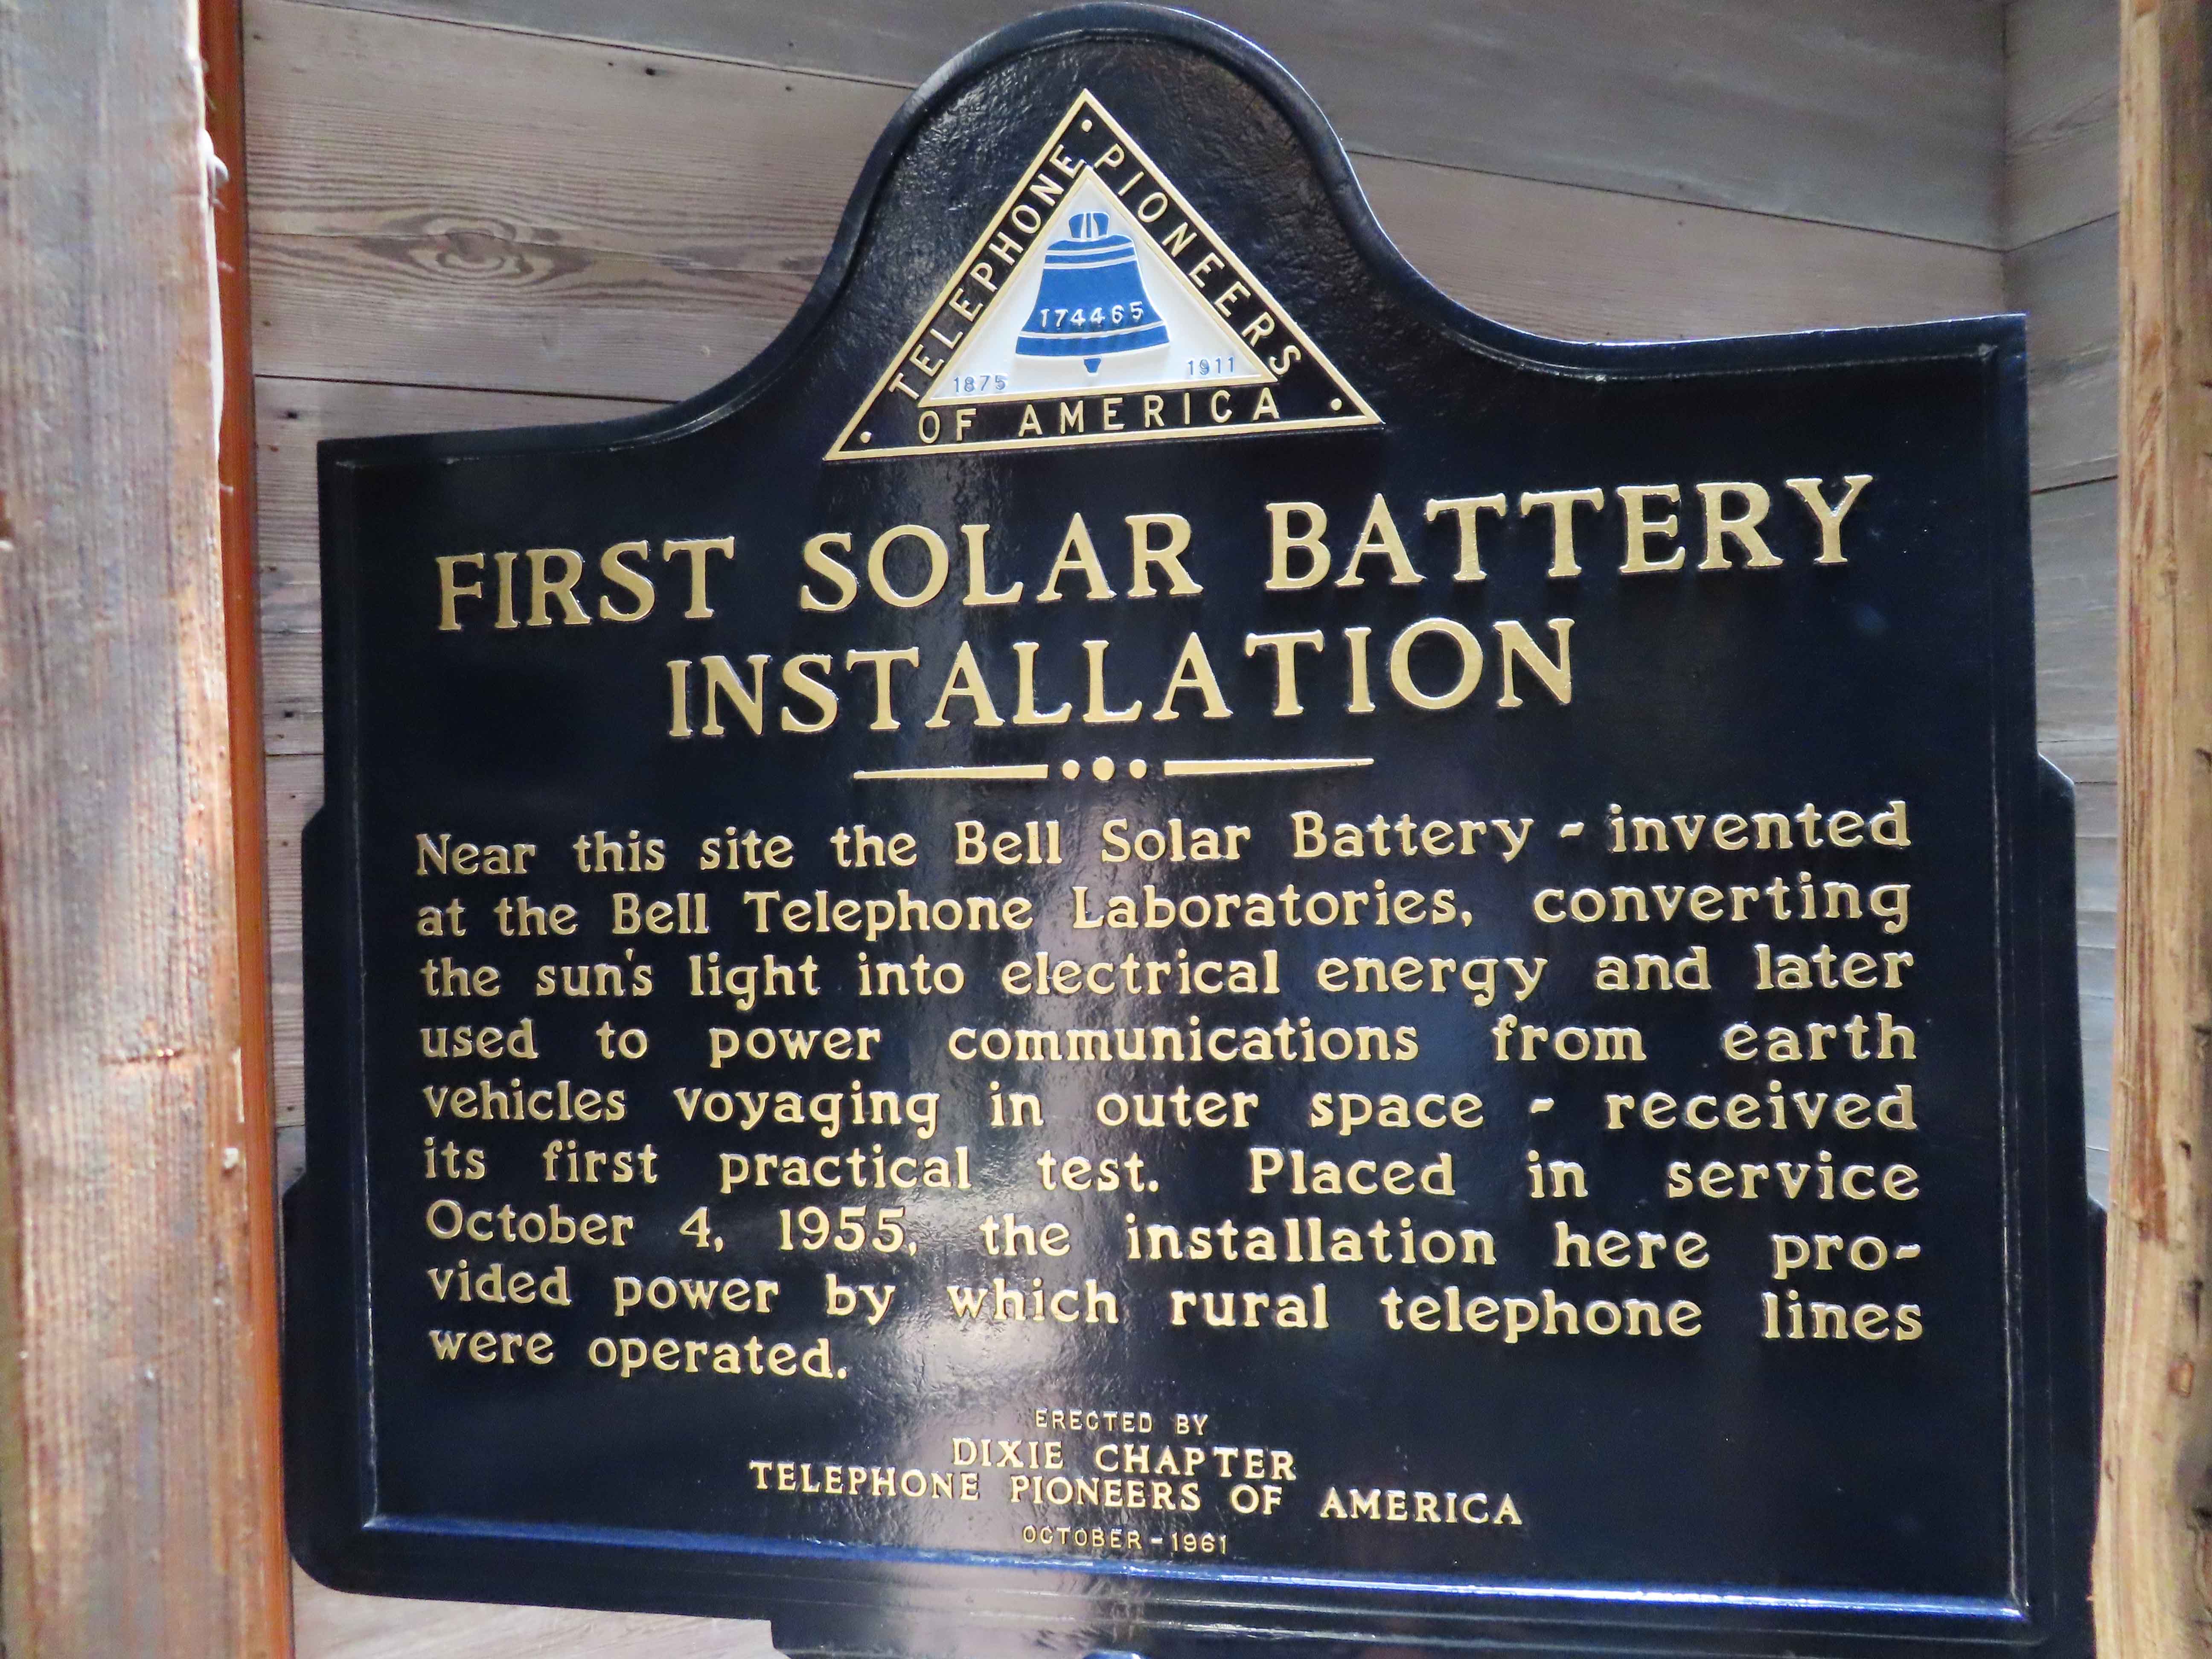 TELEPHONE PIONEERS
174465
1875 1911
OF AMERICA
FIRST SOLAR BATTERY
INSTALLATION
Near this site the Bell Solar Battery - invented
at the Bell Telephone Laboratories, converting
the sun's light into electrical energy and later
used to power communications from earth
vehicles voyaging in outer space - received
its first practical test. Placed in service
October 4, 1955, the installation here pro-
vided power by which rural telephone lines
were operated.
ERECTED BY
DIXIE CHAPTER
TELEPHONE PIONEERS OF AMERICA
OCTOBER - 1961